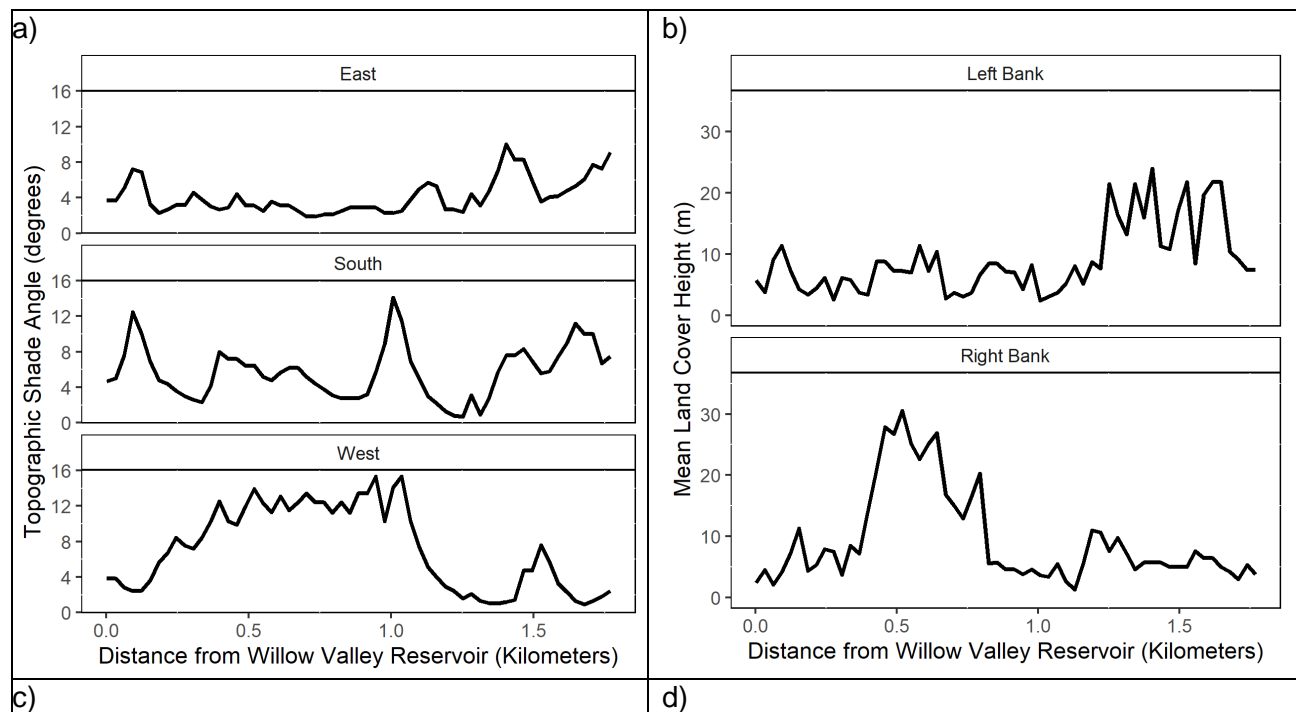 a)
East
16
12
8
4
0
South
16
12
8
4
0
West
16
12
8
4
0
0.0 0.5 1.0 1.5
Topographic Shade Angle (degrees)
Distance from Willow Valley Reservoir (Kilometers)
b)
Left Bank
30
20
10
0
Right Bank
30
20
10
0
0.0 0.5 1.0 1.5
Mean Land Cover Height (m)
Distance from Willow Valley Reservoir (Kilometers)
c)
d)